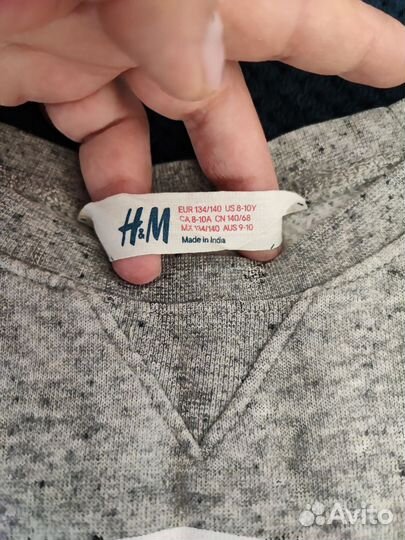 H&M
EUR 134/140 US 8-10Y
CA 8-10A CN 140/68
MX 134/140 AUS 9-10
Made in India
Avito